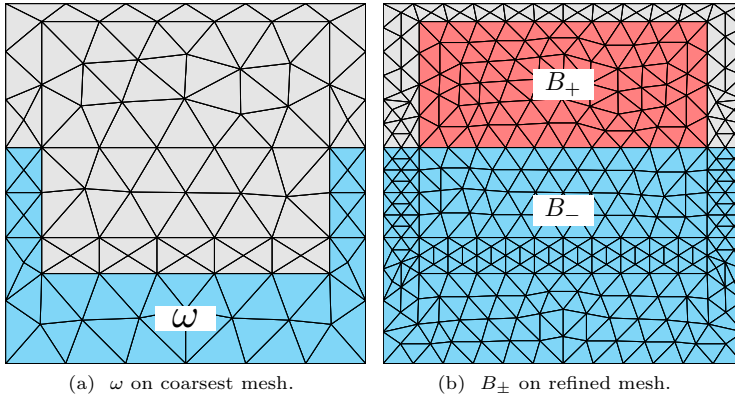 B₊
B₋
ω
(a) ω on coarsest mesh.
(b) B± on refined mesh.